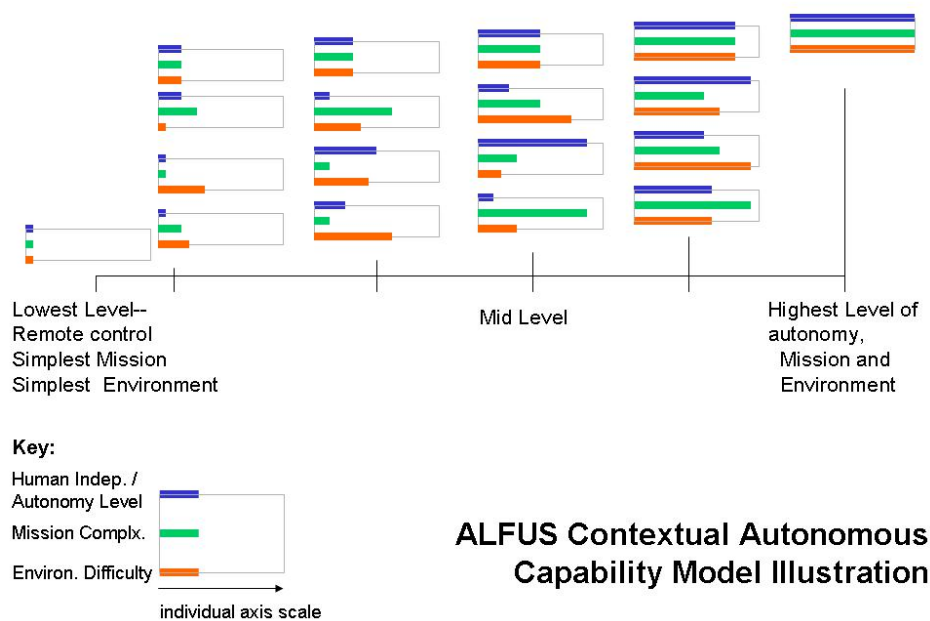 Lowest Level--
Remote control
Simplest Mission
Simplest Environment
Mid Level
Highest Level of
autonomy,
Mission and
Environment
Key:
Human Indep. /
Autonomy Level
Mission Complx.
Environ. Difficulty
individual axis scale
ALFUS Contextual Autonomous
Capability Model Illustration